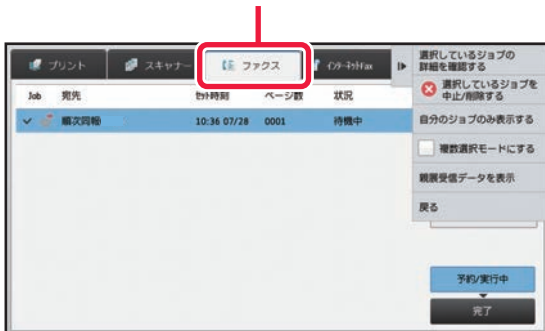 プリント
スキャナー
ファックス
インターネットFax
Job 宛先 セット時刻 ページ数 状況
順次同報 10:36 07/28 0001 待機中
選択しているジョブの
詳細を確認する
選択しているジョブを
中止/削除する
自分のジョブのみ表示する
複数選択モードにする
親展受信データを表示
戻る
予約/実行中
完了